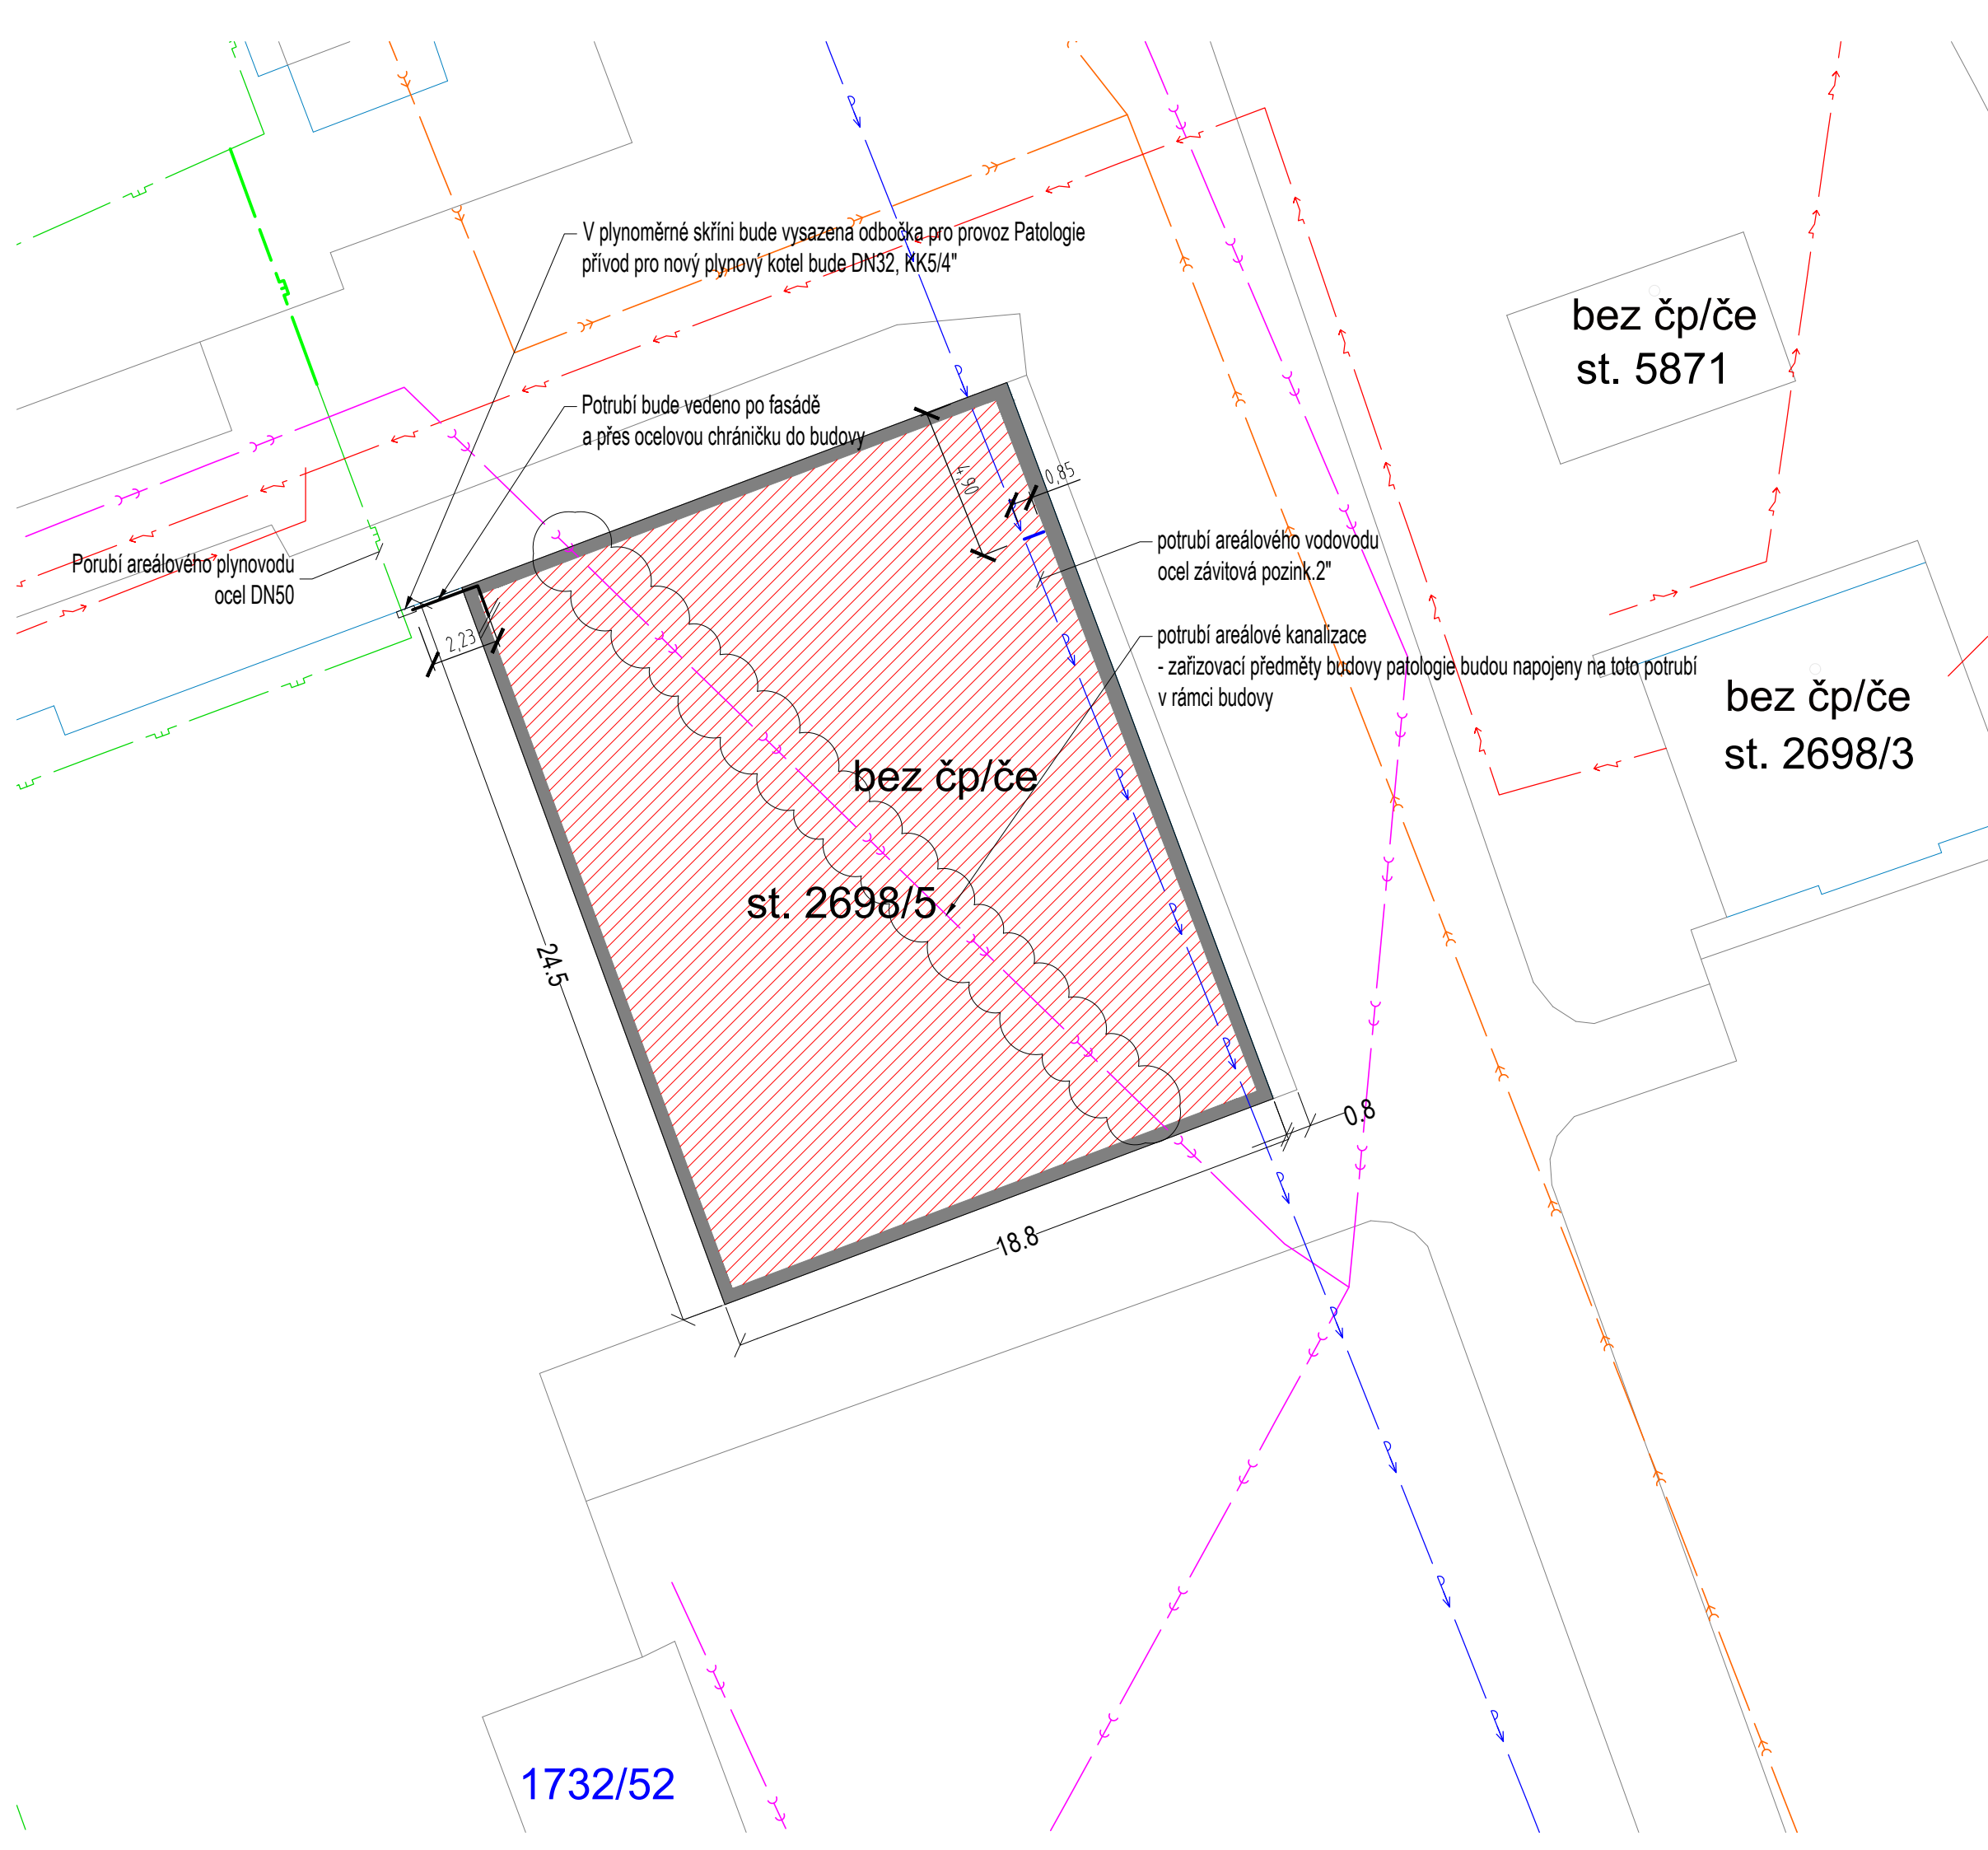 V plynoměrné skříni bude vysazena odbočka pro provoz Patologie
přívod pro nový plynový kotel bude DN32, KK5/4"
bez čp/če
st. 5871
Potrubí bude vedeno po fasádě
a přes ocelovou chráničku do budovy
4,90
0,85
Porubí areálového plynovodu
ocel DN50
potrubí areálového vodovodu
ocel závitová pozink.2"
2,23
potrubí areálové kanalizace
- zařizovací předměty budovy patologie budou napojeny na toto potrubí
v rámci budovy
bez čp/če
st. 2698/3
bez čp/če
st. 2698/5
24.5
0.8
18.8
1732/52